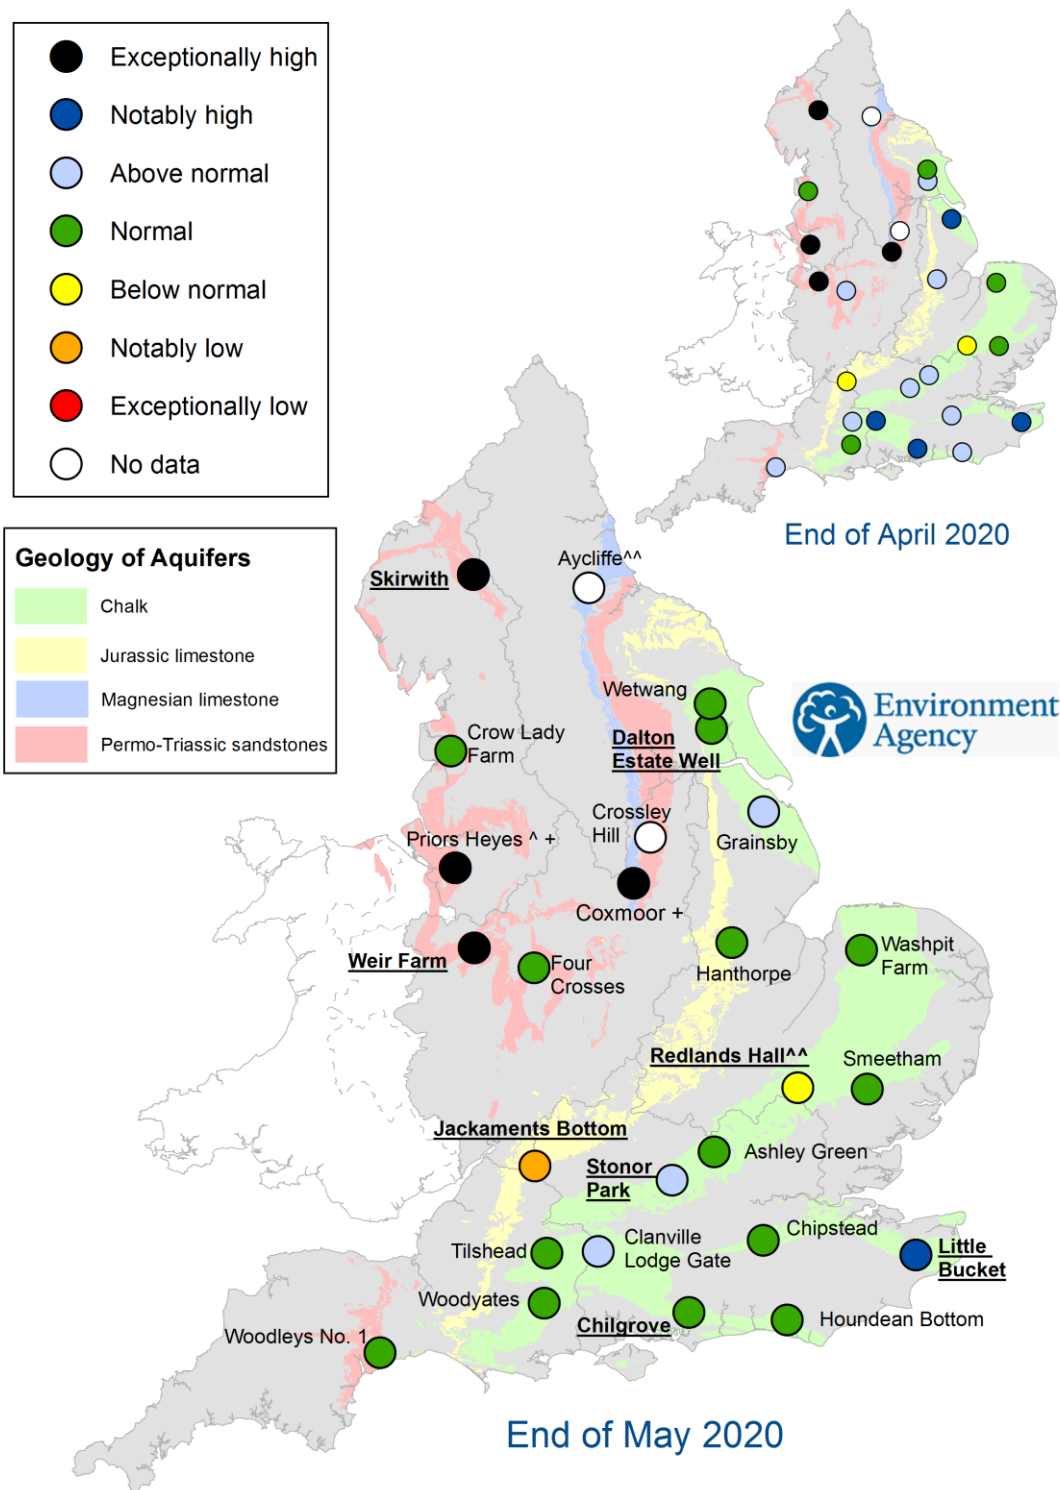 Exceptionally high
Notably high
Above normal
Normal
Below normal
Notably low
Exceptionally low
No data
End of April 2020
Geology of Aquifers
Chalk
Jurassic limestone
Magnesian limestone
Permo-Triassic sandstones
Environment
Agency
Aycliffe^^
Skirwith
Wetwang
Dalton
Estate Well
Crow Lady
Farm
Crossley
Hill
Grainsby
Priors Heyes ^ +
Coxmoor +
Weir Farm
Four
Crosses
Hanthorpe
Washpit
Farm
Redlands Hall^^
Smeetham
Jackaments Bottom
Ashley Green
Stonor
Park
Tilshead
Clanville
Lodge Gate
Chipstead
Little
Bucket
Woodyates
Chilgrove
Houndean Bottom
Woodleys No. 1
End of May 2020